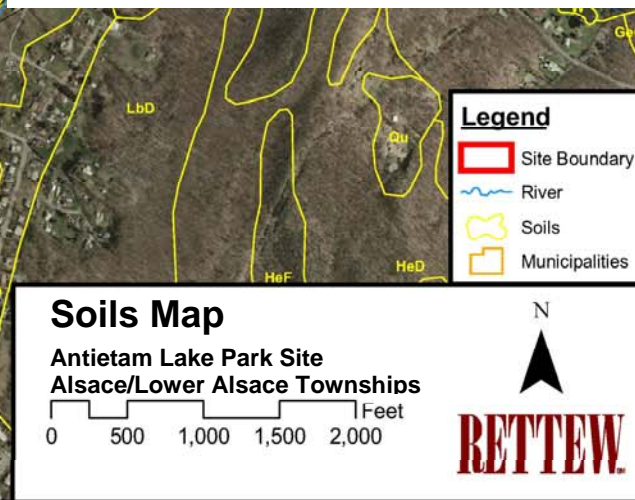 Ge
LbD
Qu
HeD
HeF
Legend
Site Boundary
River
Soils
Municipalities
Soils Map
Antietam Lake Park Site
Alsace/Lower Alsace Townships
Feet
0 500 1,000 1,500 2,000
N
RETTEW